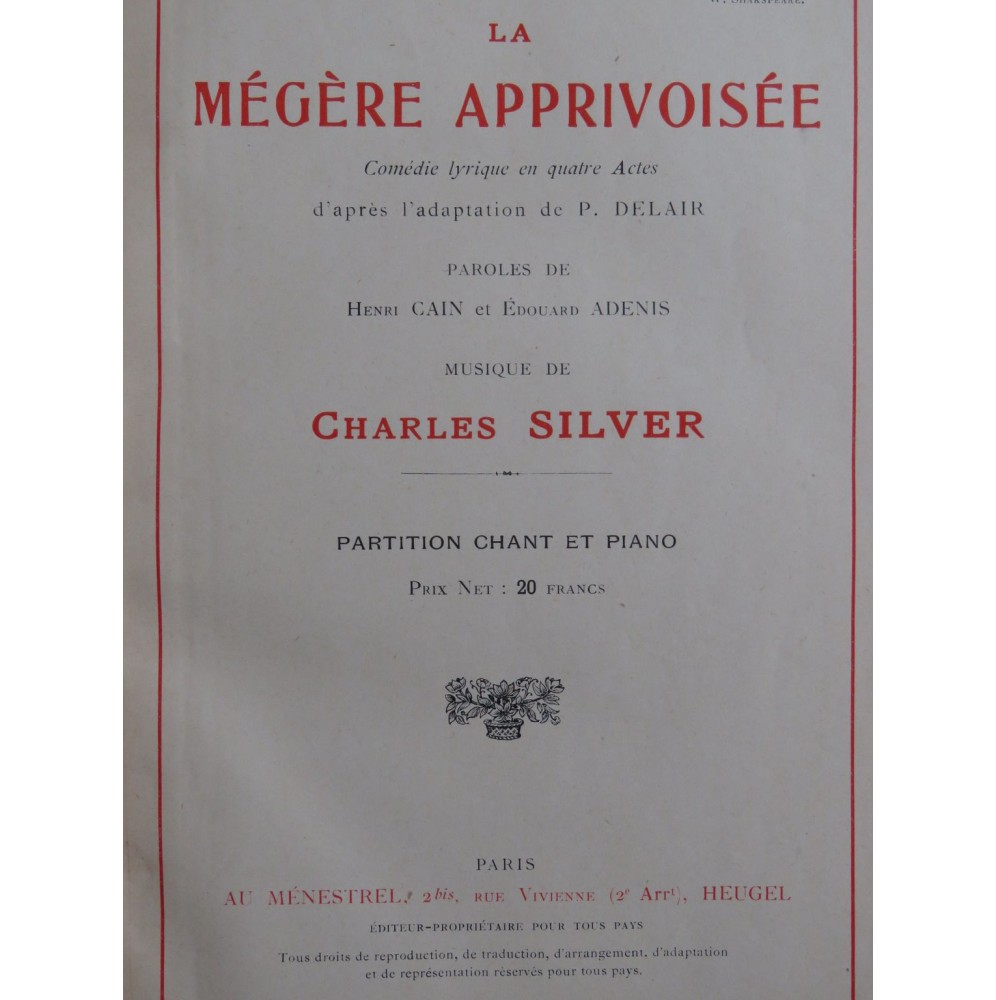 W. SHAKSPEARE.
LA
MÉGÈRE APPRIVOISÉE
Comédie lyrique en quatre Actes
d'après l'adaptation de P. DELAIR
PAROLES DE
HENRI CAIN et ÉDOUARD ADENIS
MUSIQUE DE
CHARLES SILVER
PARTITION CHANT ET PIANO
PRIX NET : 20 FRANCS
PARIS
AU MÉNESTREL, 2 bis, RUE VIVIENNE (2e Arrt), HEUGEL
ÉDITEUR-PROPRIÉTAIRE POUR TOUS PAYS
Tous droits de reproduction, de traduction, d'arrangement, d'adaptation
et de représentation réservés pour tous pays.